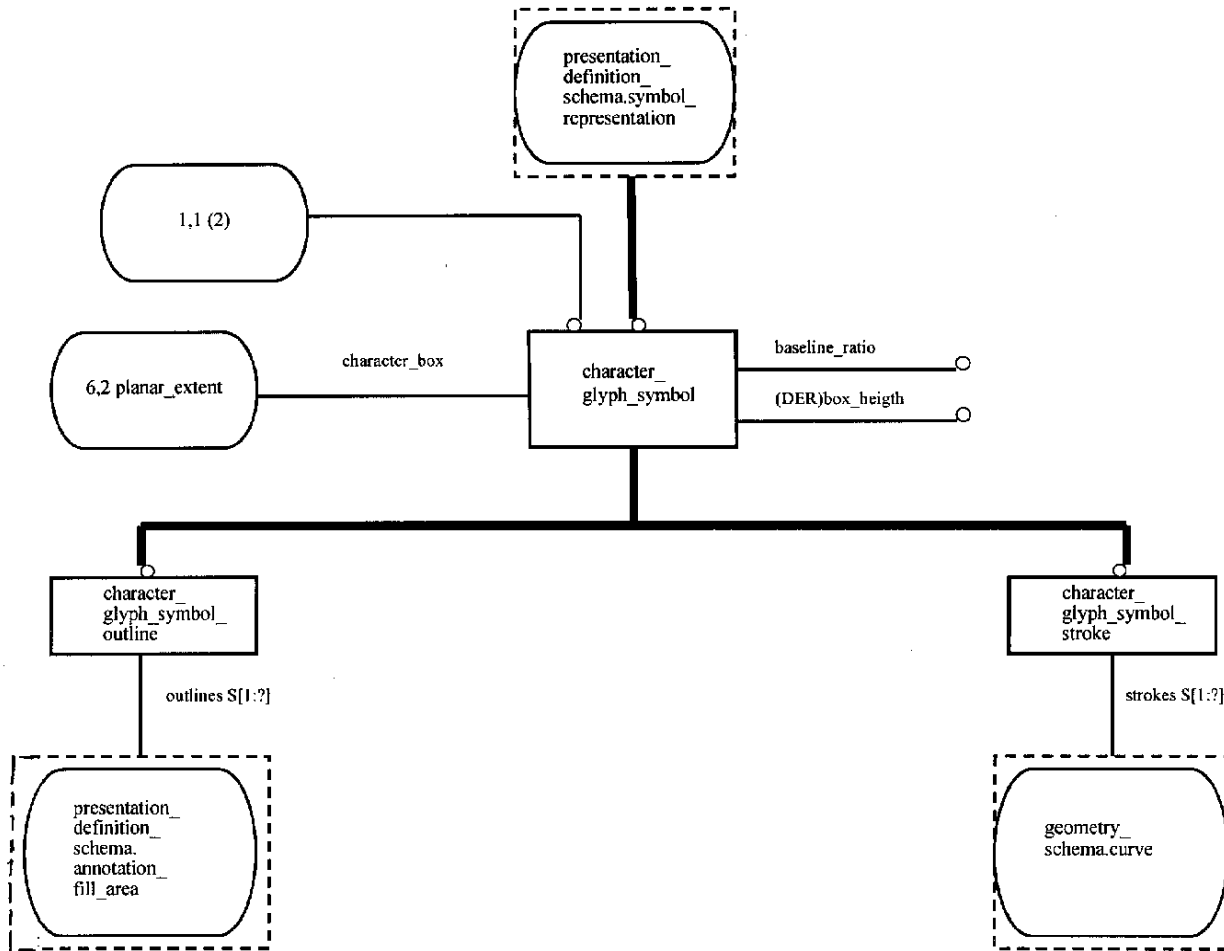 presentation_
definition_
schema.symbol_
representation
1,1 (2)
character_box
baseline_ratio
6,2 planar_extent
character_
glyph_symbol
(DER)box_heigth
character_
glyph_symbol_
outline
character_
glyph_symbol_
stroke
outlines S[1:?]
strokes S[1:?]
presentation_
definition_
schema.
annotation_
fill_area
geometry_
schema.curve